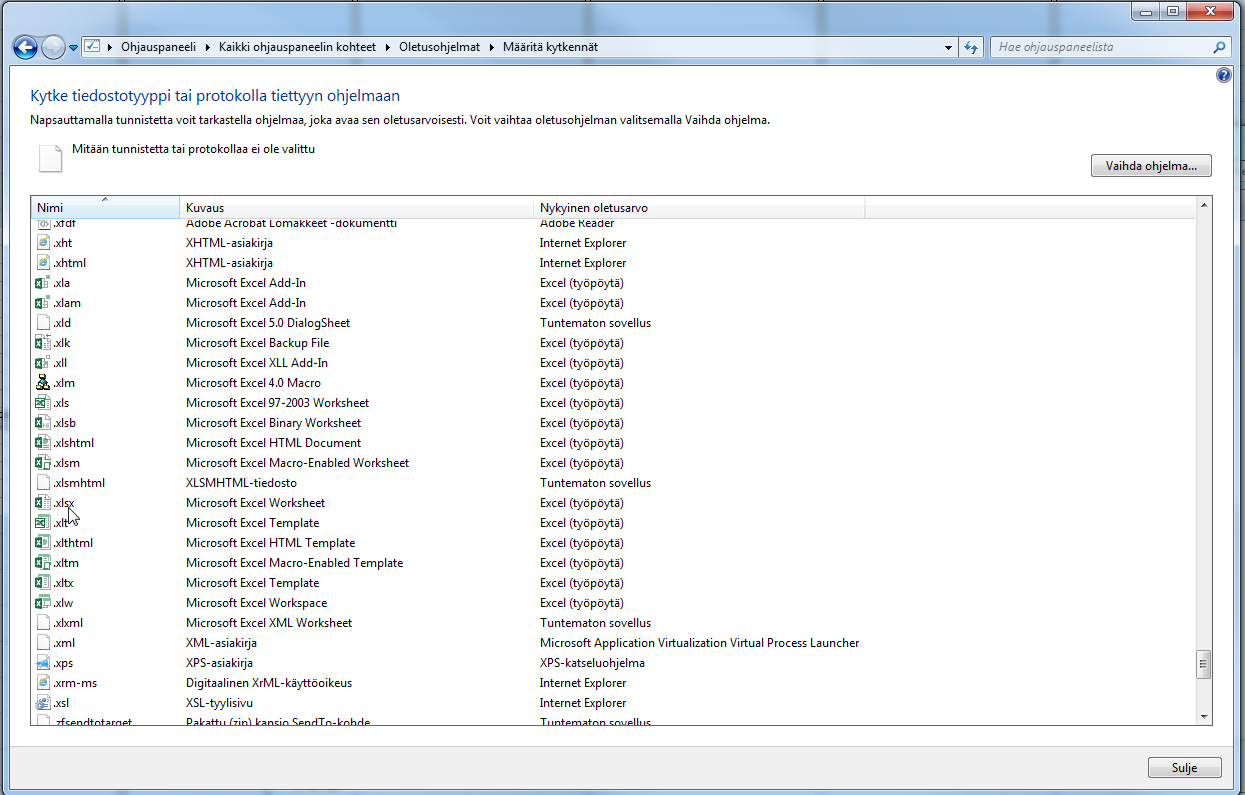 Ohjauspaneeli Kaikki ohjauspaneelin kohteet Oletusohjelmat Määritä kytkennät Hae ohjauspaneelista
Kytke tiedostotyyppi tai protokolla tiettyyn ohjelmaan
Napsauttamalla tunnistetta voit tarkastella ohjelmaa, joka avaa sen oletusarvoisesti. Voit vaihtaa oletusohjelman valitsemalla Vaihda ohjelma.
Mitään tunnistetta tai protokollaa ei ole valittu
Vaihda ohjelma...
Nimi Kuvaus Nykyinen oletusarvo
.xfdf Adobe Acrobat Lomakkeet -dokumentti Adobe Reader
.xht XHTML-asiakirja Internet Explorer
.xhtml XHTML-asiakirja Internet Explorer
.xla Microsoft Excel Add-In Excel (työpöytä)
.xlam Microsoft Excel Add-In Excel (työpöytä)
.xld Microsoft Excel 5.0 DialogSheet Tuntematon sovellus
.xlk Microsoft Excel Backup File Excel (työpöytä)
.xll Microsoft Excel XLL Add-In Excel (työpöytä)
.xlm Microsoft Excel 4.0 Macro Excel (työpöytä)
.xls Microsoft Excel 97-2003 Worksheet Excel (työpöytä)
.xlsb Microsoft Excel Binary Worksheet Excel (työpöytä)
.xlshtml Microsoft Excel HTML Document Excel (työpöytä)
.xlsm Microsoft Excel Macro-Enabled Worksheet Excel (työpöytä)
.xlsmhtml XLSMHTML-tiedosto Tuntematon sovellus
.xlsx Microsoft Excel Worksheet Excel (työpöytä)
.xlt Microsoft Excel Template Excel (työpöytä)
.xlthtml Microsoft Excel HTML Template Excel (työpöytä)
.xltm Microsoft Excel Macro-Enabled Template Excel (työpöytä)
.xltx Microsoft Excel Template Excel (työpöytä)
.xlw Microsoft Excel Workspace Excel (työpöytä)
.xlxml Microsoft Excel XML Worksheet Tuntematon sovellus
.xml XML-asiakirja Microsoft Application Virtualization Virtual Process Launcher
.xps XPS-asiakirja XPS-katseluohjelma
.xrm-ms Digitaalinen XrML-käyttöoikeus Internet Explorer
.xsl XSL-tyylisivu Internet Explorer
.zfsendtotarget Pakattu (zip) kansio SendTo-kohde Tuntematon sovellus
Sulje